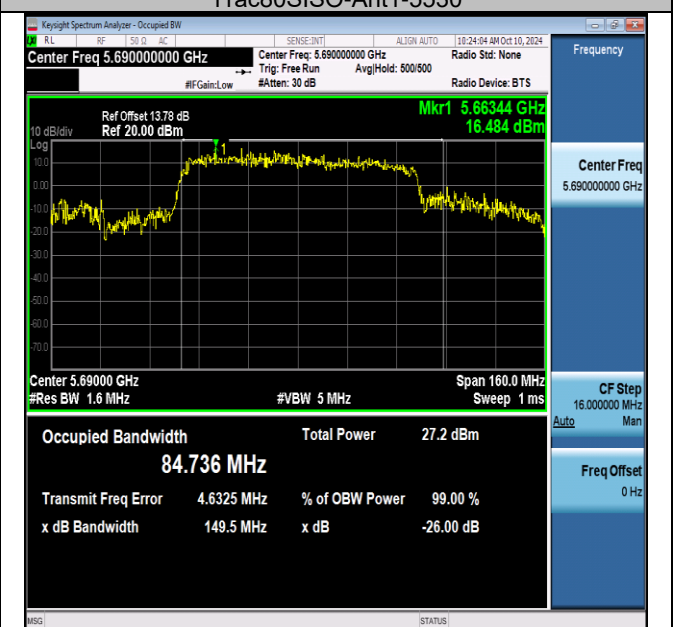 Keysight Spectrum Analyzer - Occupied BW
RL RF 50 Ω AC SENSE:INT ALIGN AUTO 10:24:04 AM Oct 10, 2024
Center Freq 5.690000000 GHz
Center Freq: 5.690000000 GHz Radio Std: None
Trig: Free Run Avg|Hold: 500/500
#IFGain:Low #Atten: 30 dB Radio Device: BTS
Frequency
Mkr1 5.66344 GHz
16.484 dBm
Ref Offset 13.78 dB
10 dB/div Ref 20.00 dBm
Log
1
10.0
0.00
-10.0
-20.0
-30.0
-40.0
-50.0
-60.0
-70.0
Center 5.69000 GHz Span 160.0 MHz
#Res BW 1.6 MHz #VBW 5 MHz Sweep 1 ms
Center Freq
5.690000000 GHz
CF Step
16.000000 MHz
Auto Man
Freq Offset
0 Hz
Occupied Bandwidth Total Power 27.2 dBm
84.736 MHz
Transmit Freq Error 4.6325 MHz % of OBW Power 99.00 %
x dB Bandwidth 149.5 MHz x dB -26.00 dB
MSG STATUS